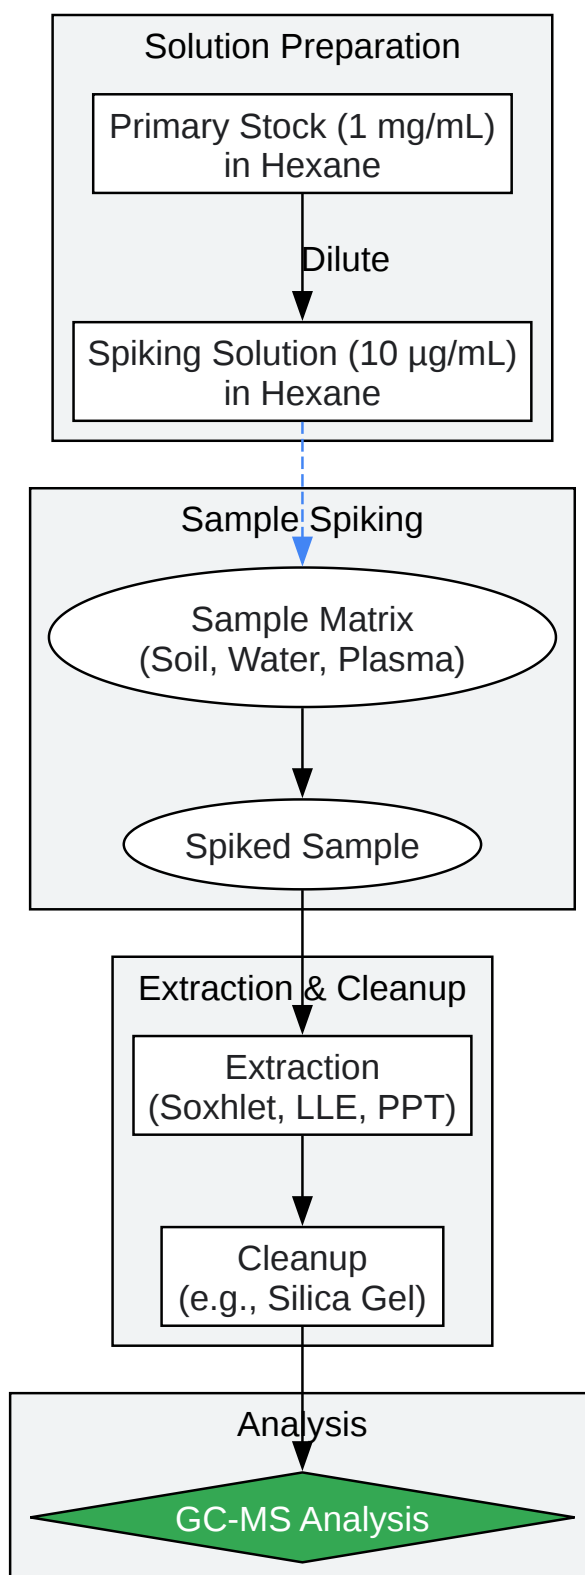 Solution Preparation
Primary Stock (1 mg/mL)
in Hexane
Dilute
Spiking Solution (10 µg/mL)
in Hexane
Sample Spiking
Sample Matrix
(Soil, Water, Plasma)
Spiked Sample
Extraction & Cleanup
Extraction
(Soxhlet, LLE, PPT)
Cleanup
(e.g., Silica Gel)
Analysis
GC-MS Analysis